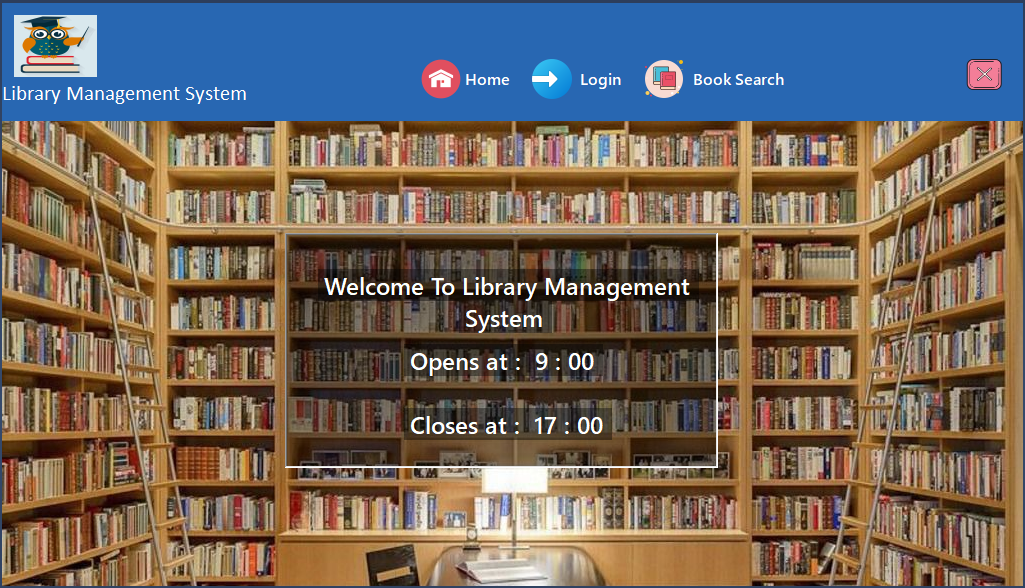 Library Management System
Home
Login
Book Search
Welcome To Library Management
System
Opens at : 9 : 00
Closes at : 17 : 00